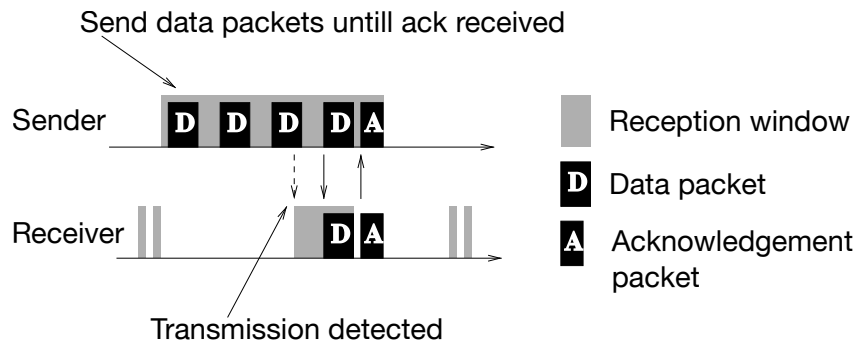 Send data packets untill ack received
Sender
D D D D A
Receiver
D A
Transmission detected
Reception window
D Data packet
A Acknowledgement
packet